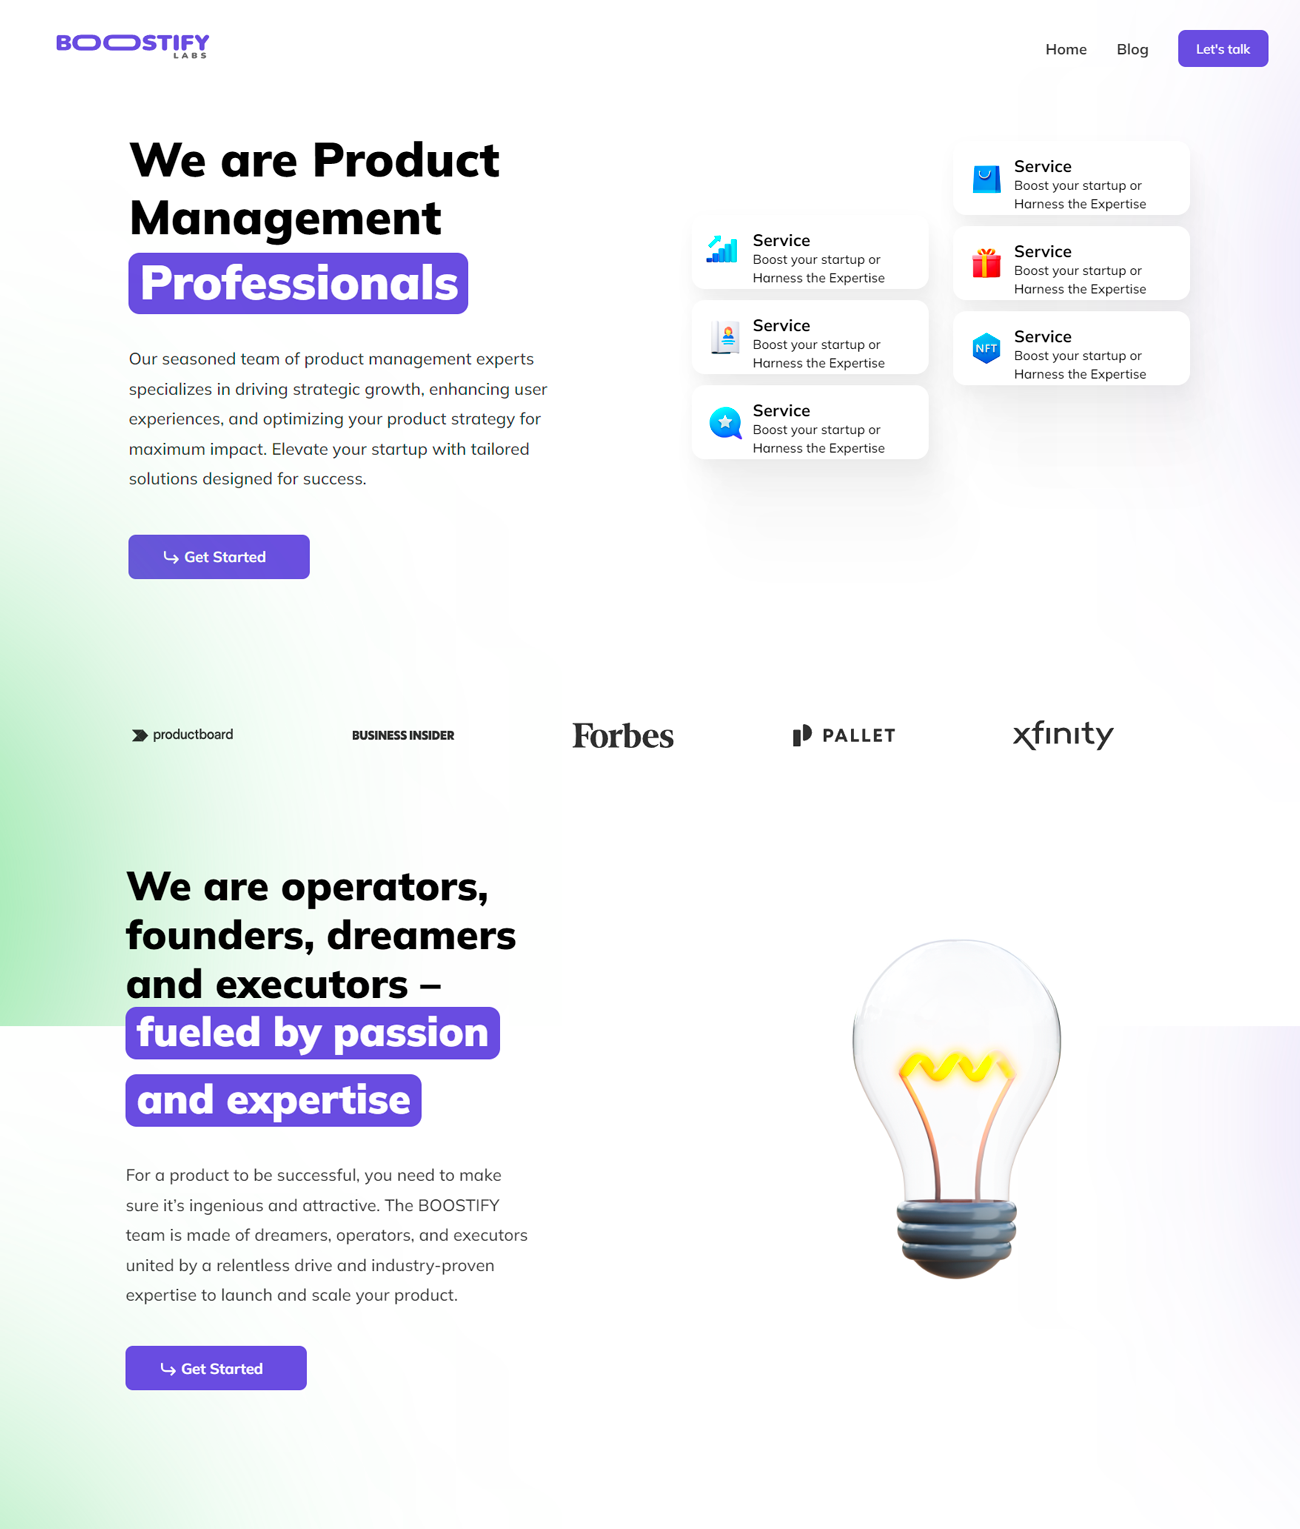 BOOSTIFY
LABS
Home
Blog
Let's talk
We are Product
Management
Professionals
Our seasoned team of product management experts
specializes in driving strategic growth, enhancing user
experiences, and optimizing your product strategy for
maximum impact. Elevate your startup with tailored
solutions designed for success.
Get Started
Service
Boost your startup or
Harness the Expertise
Service
Boost your startup or
Harness the Expertise
Service
Boost your startup or
Harness the Expertise
Service
Boost your startup or
Harness the Expertise
Service
Boost your startup or
Harness the Expertise
NFT
Service
Boost your startup or
Harness the Expertise
productboard
BUSINESS INSIDER
Forbes
PALLET
xfinity
We are operators,
founders, dreamers
and executors –
fueled by passion
and expertise
For a product to be successful, you need to make
sure it’s ingenious and attractive. The BOOSTIFY
team is made of dreamers, operators, and executors
united by a relentless drive and industry-proven
expertise to launch and scale your product.
Get Started